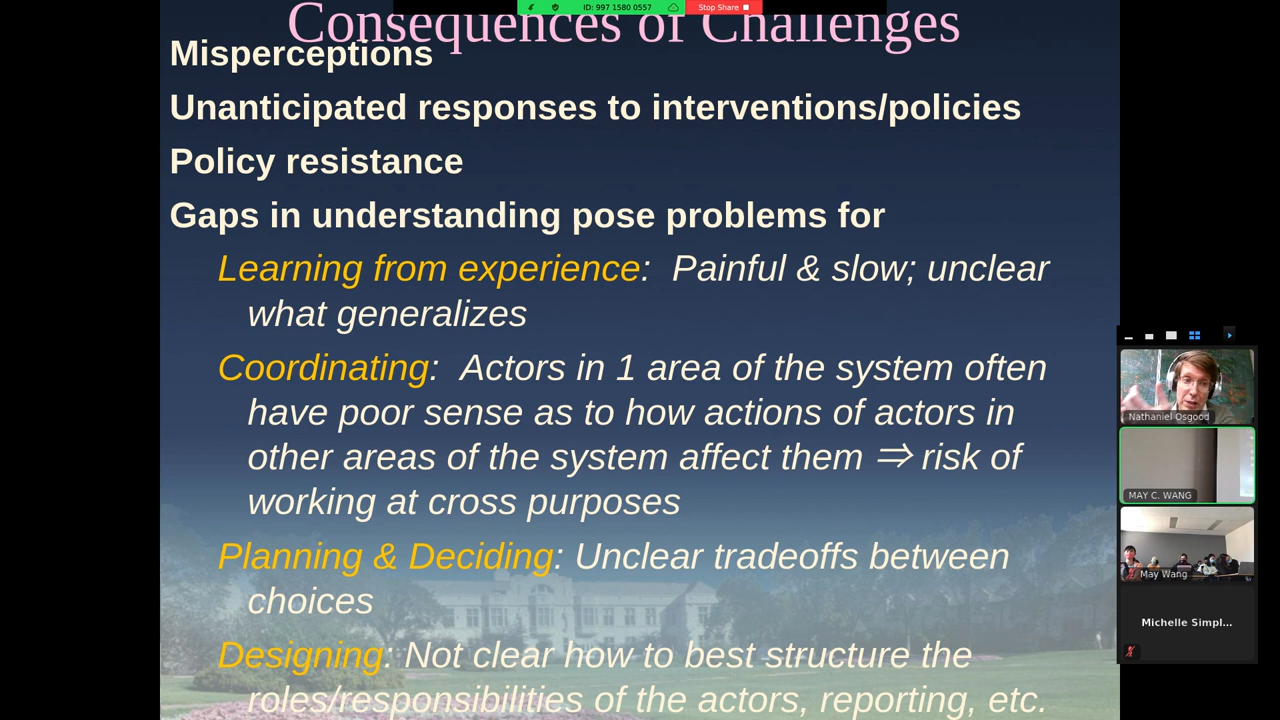 ID: 997 1580 0557
Stop Share
Consequences of Challenges
Misperceptions
Unanticipated responses to interventions/policies
Policy resistance
Gaps in understanding pose problems for
Learning from experience: Painful & slow; unclear
what generalizes
Coordinating: Actors in 1 area of the system often
have poor sense as to how actions of actors in
other areas of the system affect them ⇒ risk of
working at cross purposes
Planning & Deciding: Unclear tradeoffs between
choices
Designing: Not clear how to best structure the
roles/responsibilities of the actors, reporting, etc.
Nathaniel Osgood
MAY C. WANG
May Wang
Michelle Simpl...